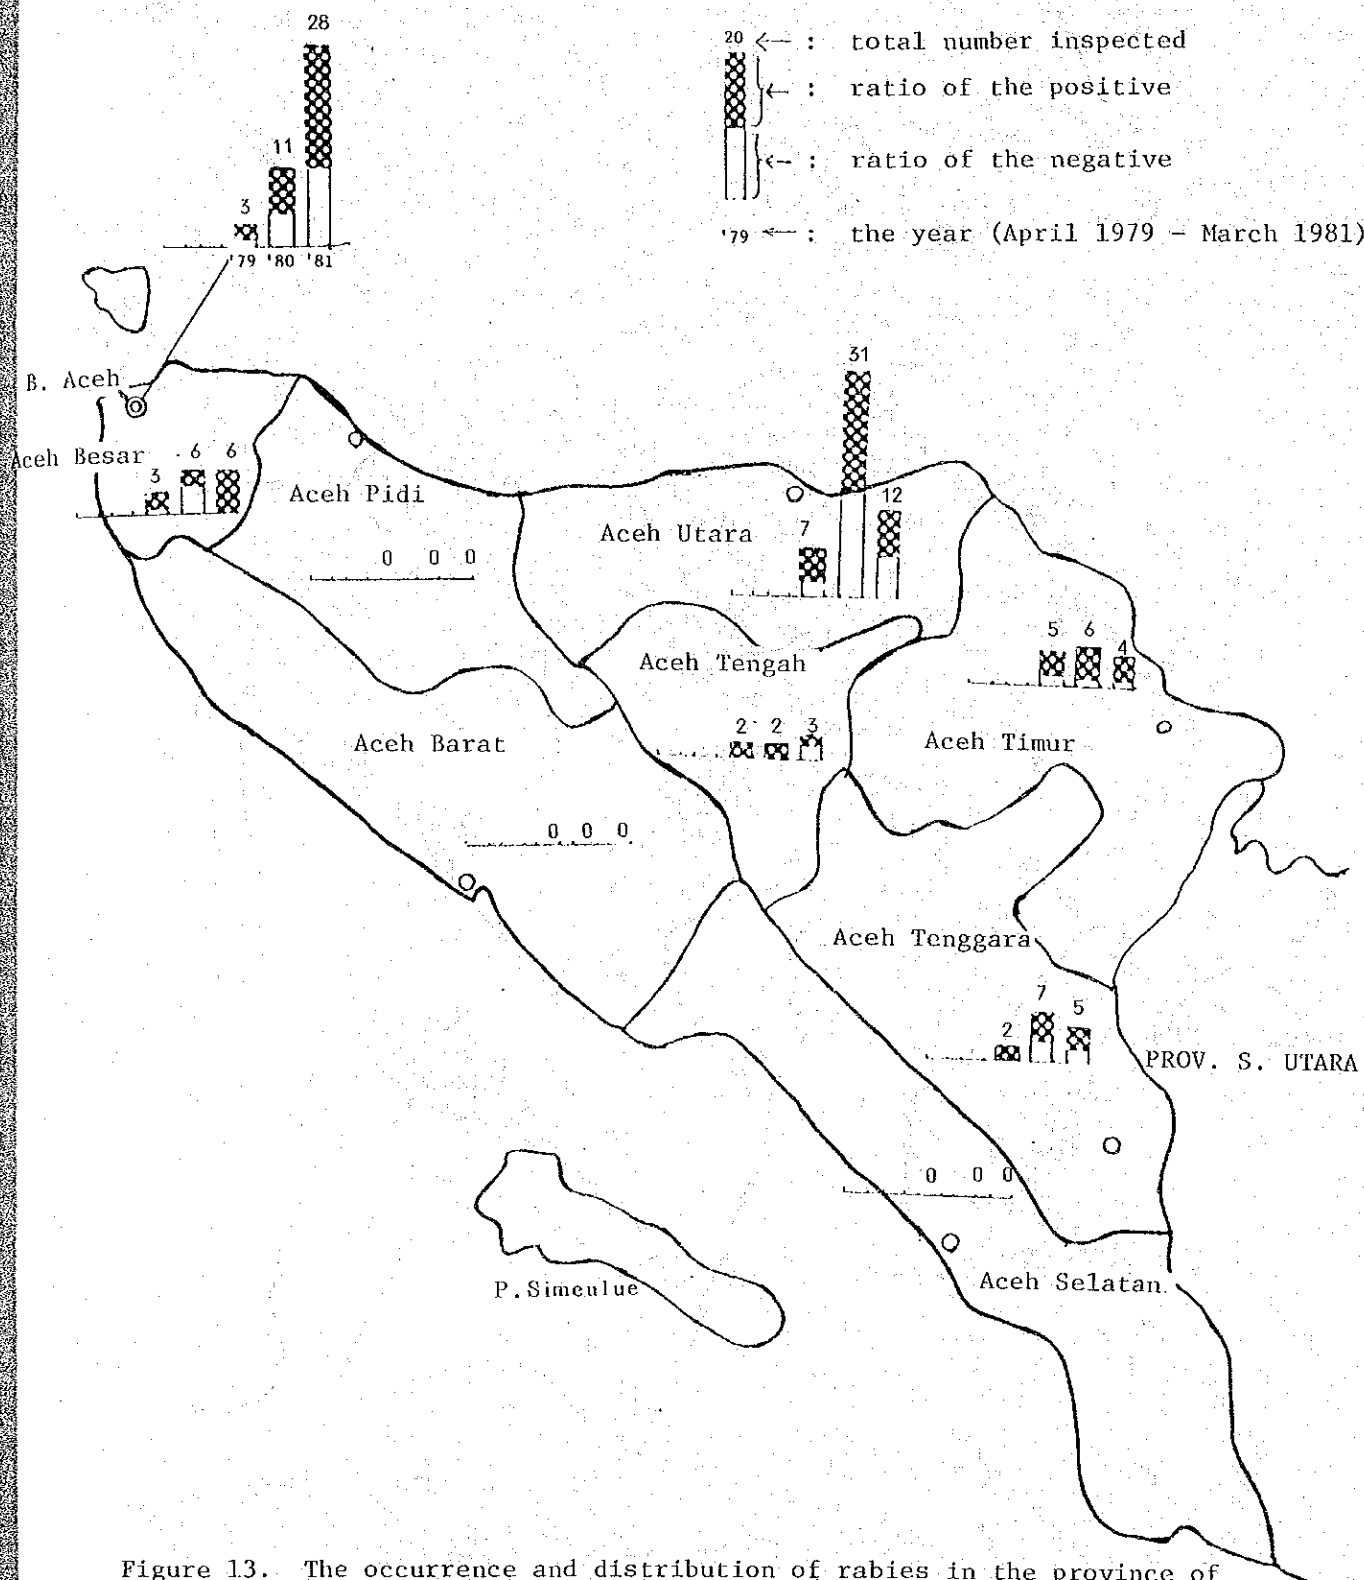 28
11
3
'79 '80 '81
20 <— : total number inspected
<— : ratio of the positive
<-- : ratio of the negative
'79 <— : the year (April 1979 - March 1981)
B. Aceh
Aceh Besar
3 6 6
Aceh Pidi
0 0 0
Aceh Utara
7 31 12
Aceh Tengah
2 2 3
Aceh Timur
5 6 4
Aceh Barat
0 0 0
Aceh Tenggara
2 7 5
PROV. S. UTARA
0 0 0
Aceh Selatan
P.Simeulue
Figure 13. The occurrence and distribution of rabies in the province of